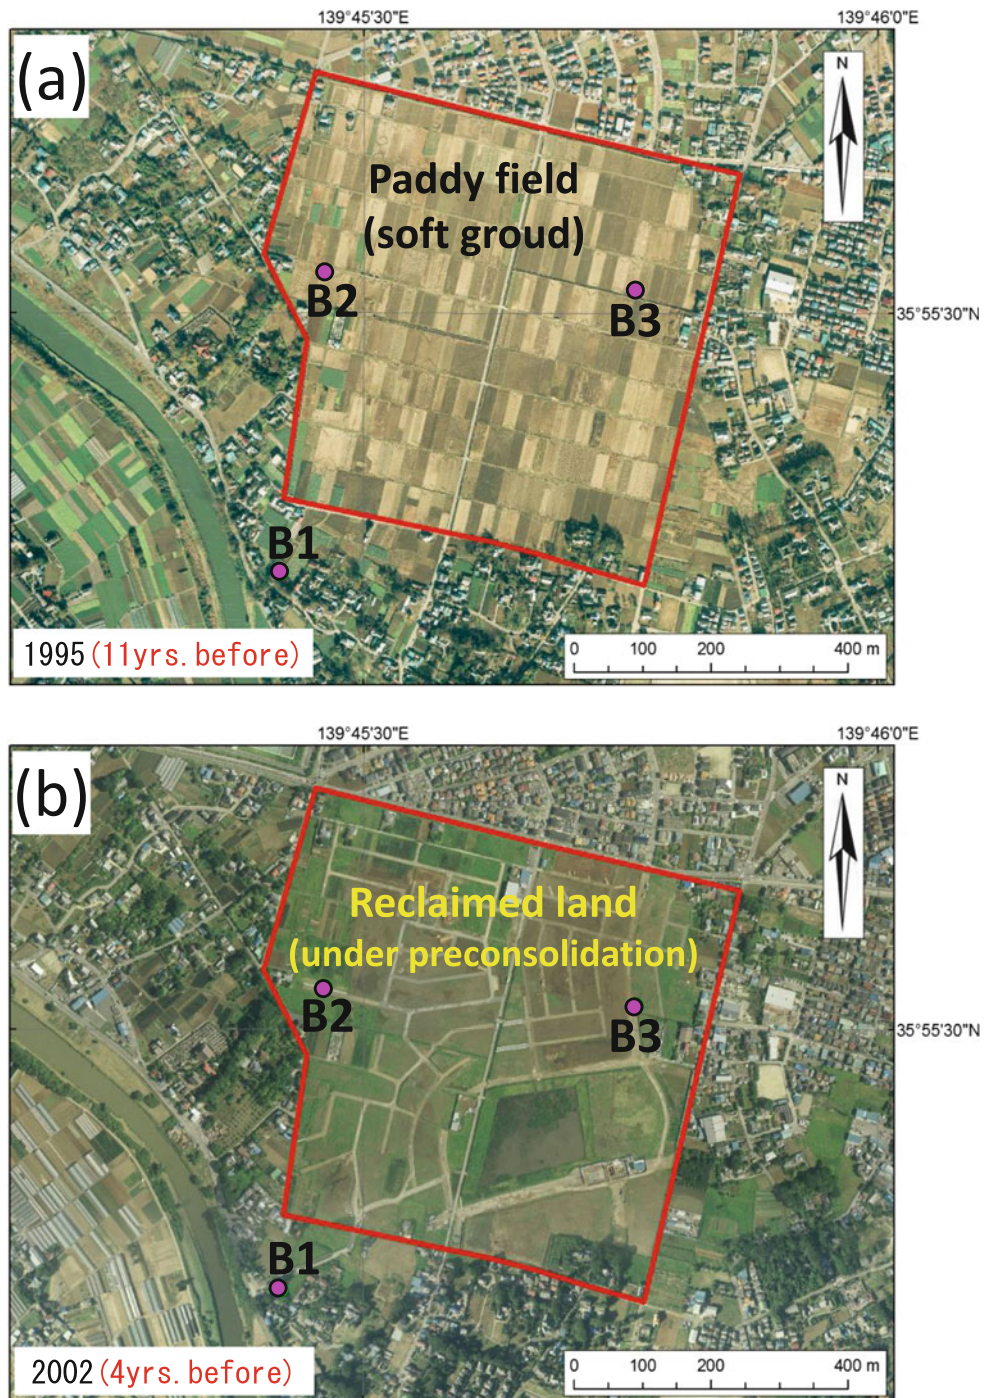 139°45'30"E
139°46'0"E
(a)
N
Paddy field
(soft groud)
B2
B3
35°55'30"N
B1
1995 (11yrs. before)
0 100 200 400 m
139°45'30"E
139°46'0"E
(b)
N
Reclaimed land
(under preconsolidation)
B2
B3
35°55'30"N
B1
2002 (4yrs. before)
0 100 200 400 m